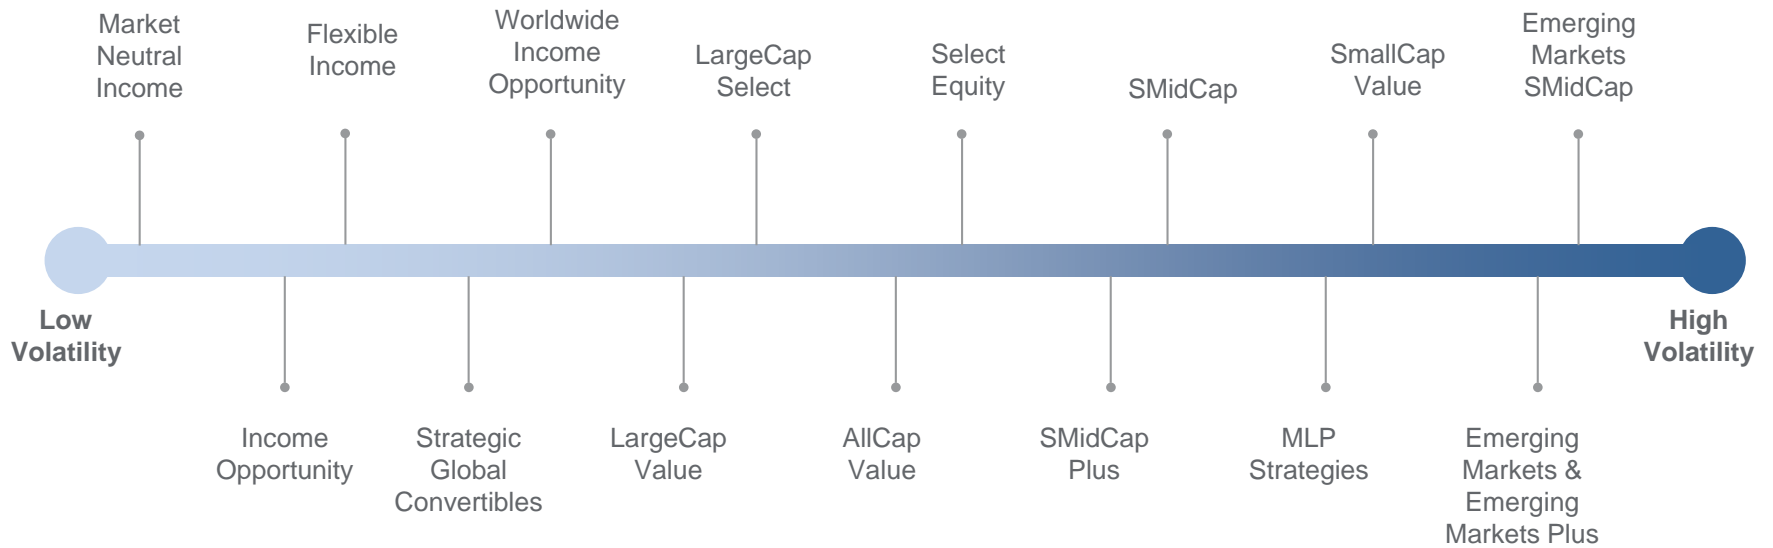 Market
Neutral
Income
Flexible
Income
Worldwide
Income
Opportunity
LargeCap
Select
Select
Equity
SMidCap
SmallCap
Value
Emerging
Markets
SMidCap
Low
Volatility
High
Volatility
Income
Opportunity
Strategic
Global
Convertibles
LargeCap
Value
AllCap
Value
SMidCap
Plus
MLP
Strategies
Emerging
Markets &
Emerging
Markets Plus